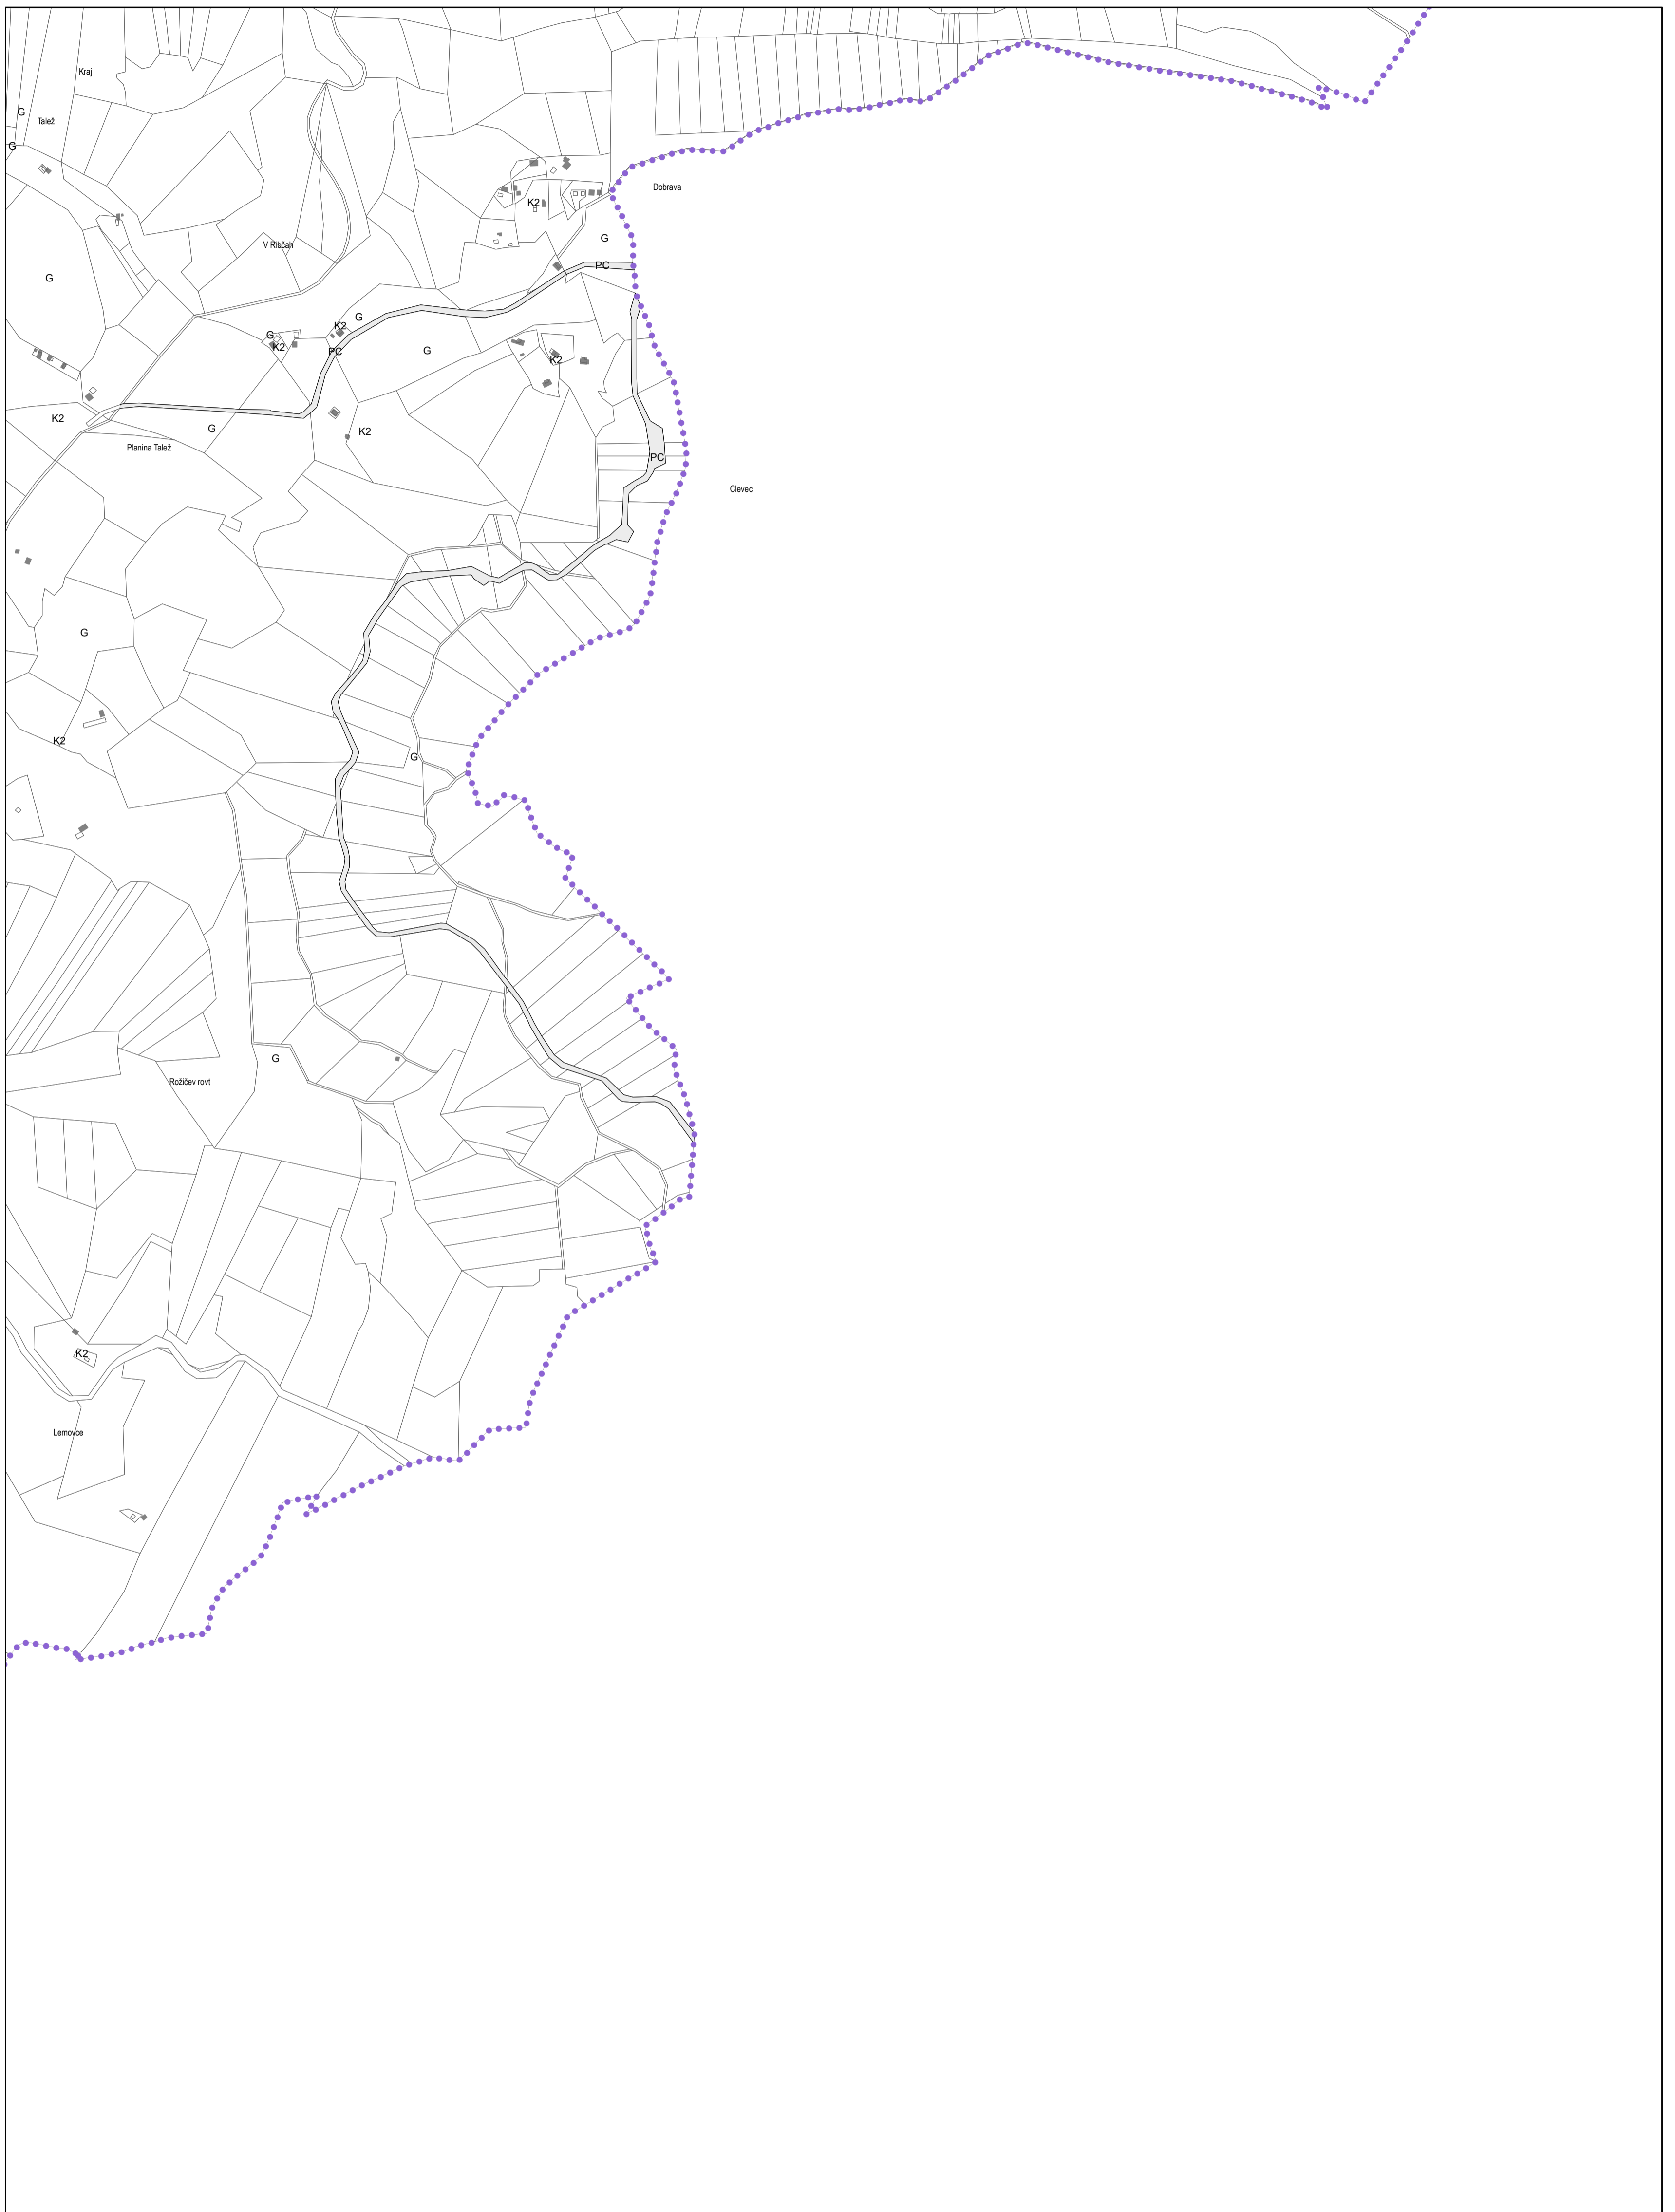 Kraj
G
Talež
G
Dobrava
K2
G
V Ribčah
PC
G
G
K2
G
K2
PC
G
K2
K2
G
K2
Planina Talež
PC
Clevec
G
K2
G
G
Rožičev rovt
K2
Lemovce